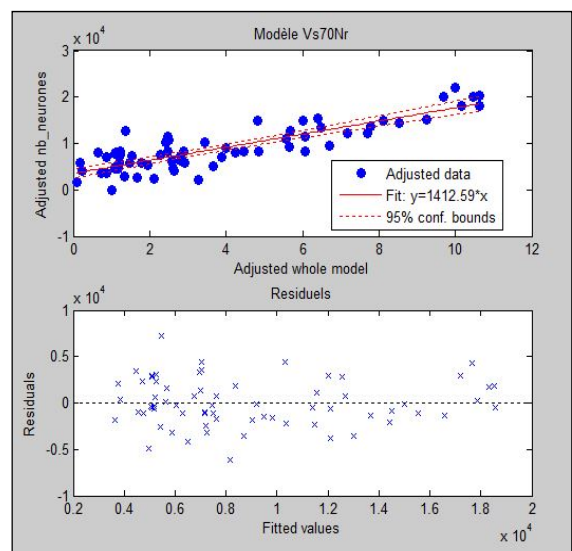 Modèle Vs70Nr
x 10^4
3
2
1
0
-1
Adjusted nb_neurones
Adjusted data
Fit: y=1412.59*x
95% conf. bounds
0 2 4 6 8 10 12
Adjusted whole model
Residuels
x 10^4
1
0.5
0
-0.5
-1
Residuals
0.2 0.4 0.6 0.8 1 1.2 1.4 1.6 1.8 2
Fitted values
x 10^4